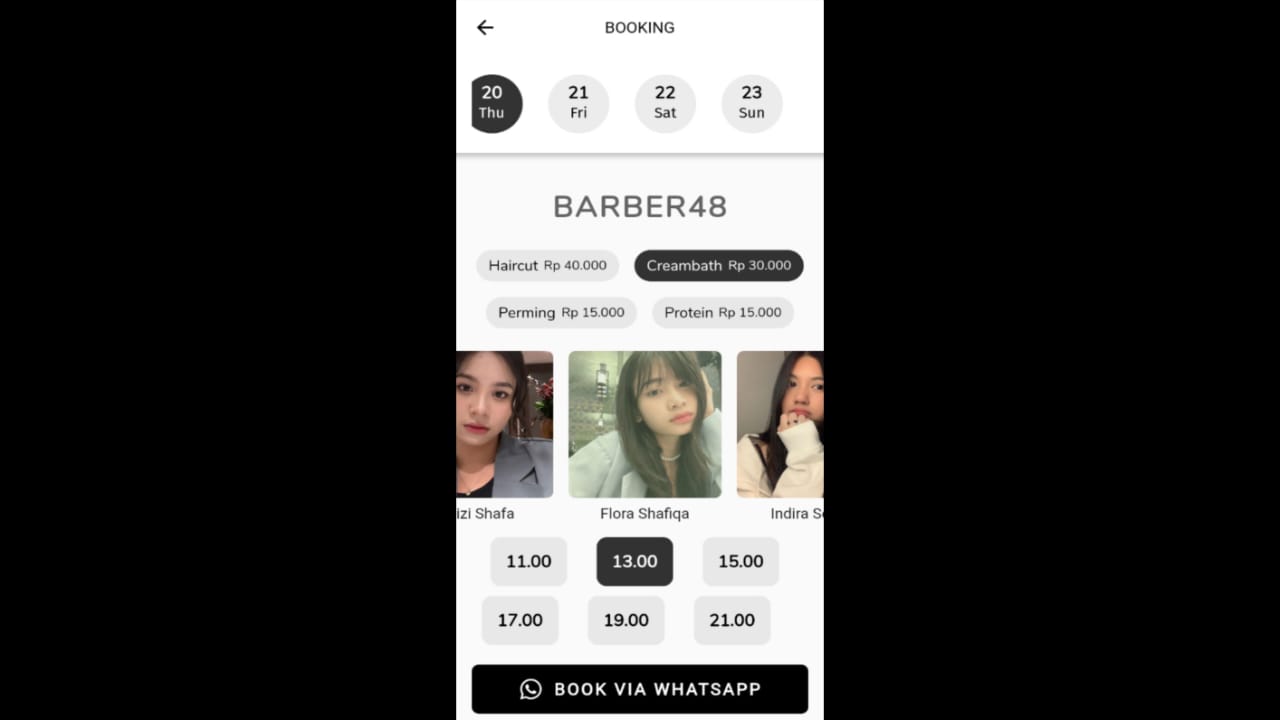 BOOKING
20 21 22 23
Thu Fri Sat Sun
BARBER48
Haircut Rp 40.000 Creambath Rp 30.000
Perming Rp 15.000 Protein Rp 15.000
izi Shafa Flora Shafiqa Indira S
11.00 13.00 15.00
17.00 19.00 21.00
BOOK VIA WHATSAPP